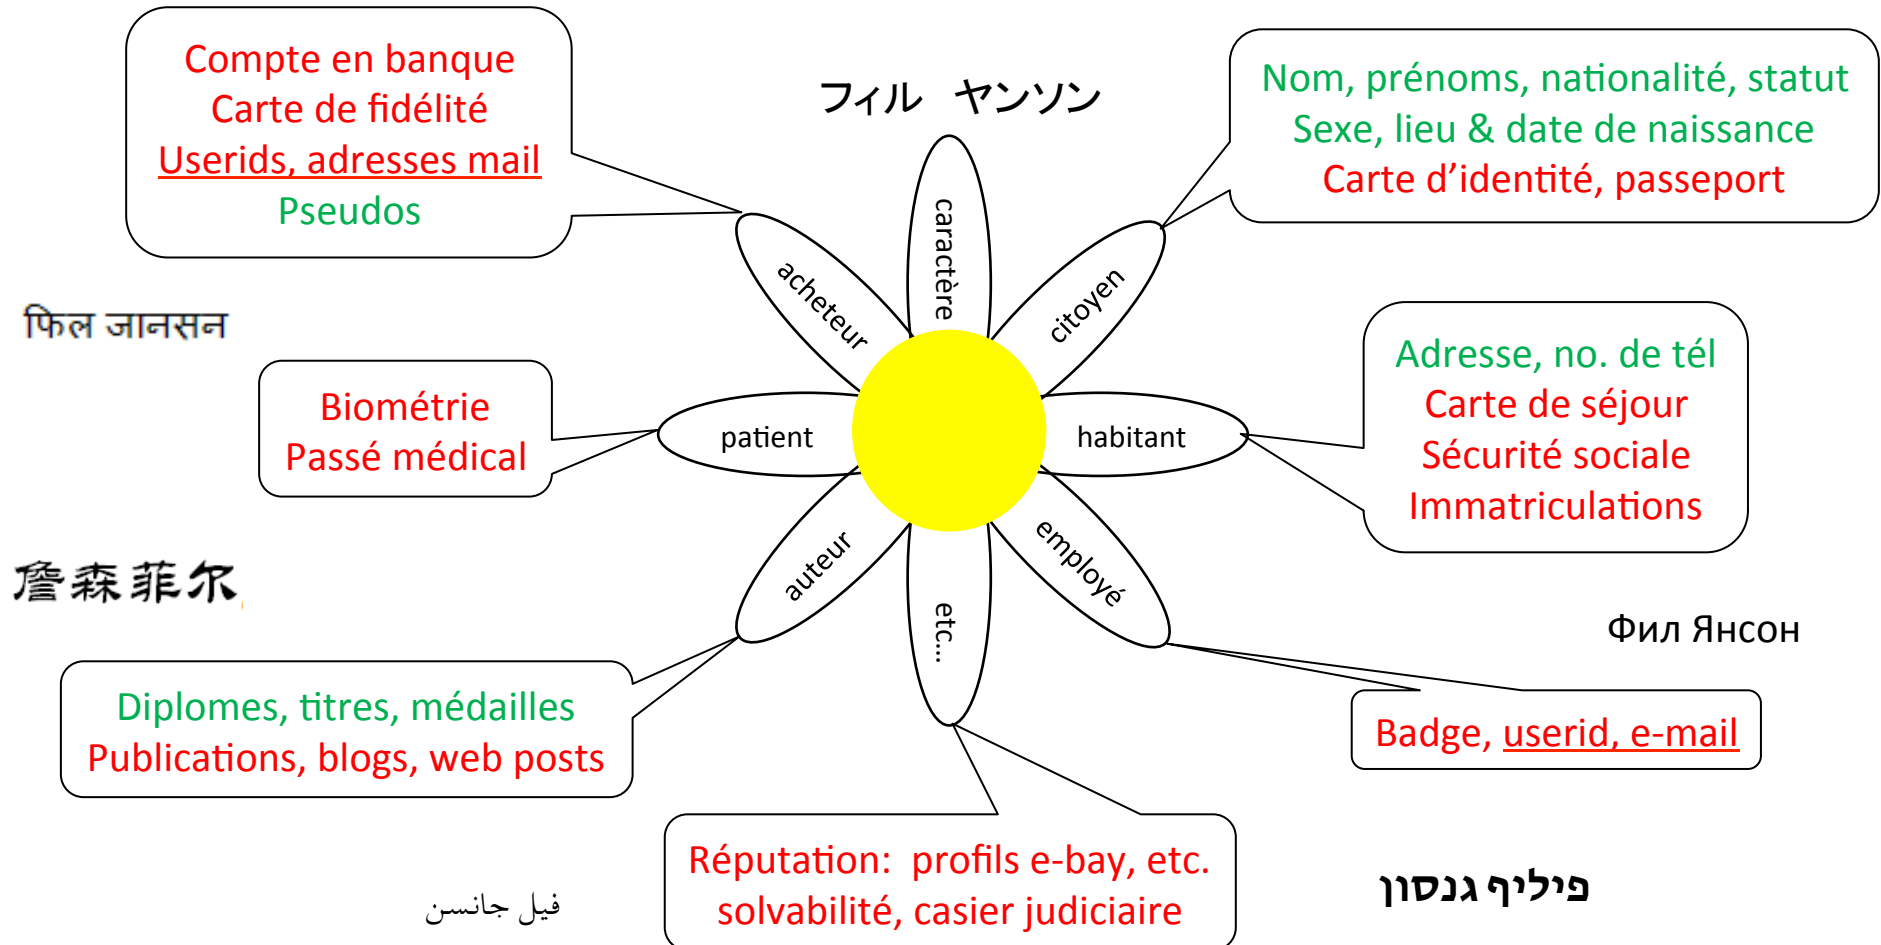 Compte en banque
Carte de fidélité
Userids, adresses mail
Pseudos
フィル ヤンソン
Nom, prénoms, nationalité, statut
Sexe, lieu & date de naissance
Carte d’identité, passeport
caractère
acheteur
citoyen
फिल जानसन
Adresse, no. de tél
Carte de séjour
Sécurité sociale
Immatriculations
Biométrie
Passé médical
patient
habitant
auteur
etc...
employé
詹森菲尔
Фил Янсон
Diplomes, titres, médailles
Publications, blogs, web posts
Badge, userid, e-mail
Réputation: profils e-bay, etc.
solvabilité, casier judiciaire
فيل جانسن
פיליף גנסון